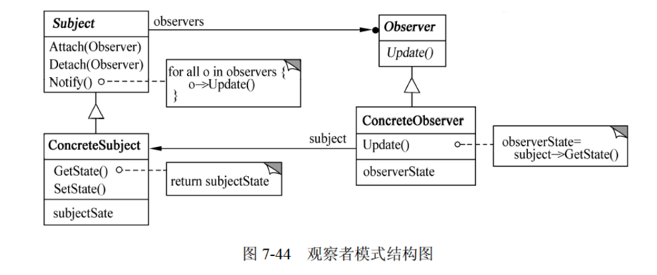 Subject
observers
Observer
Attach(Observer)
Detach(Observer)
Notify()
for all o in observers {
o->Update()
}
Update()
ConcreteSubject
GetState()
SetState()
subjectSate
return subjectState
subject
ConcreteObserver
Update()
observerState
observerState=
subject->GetState()
图 7-44 观察者模式结构图